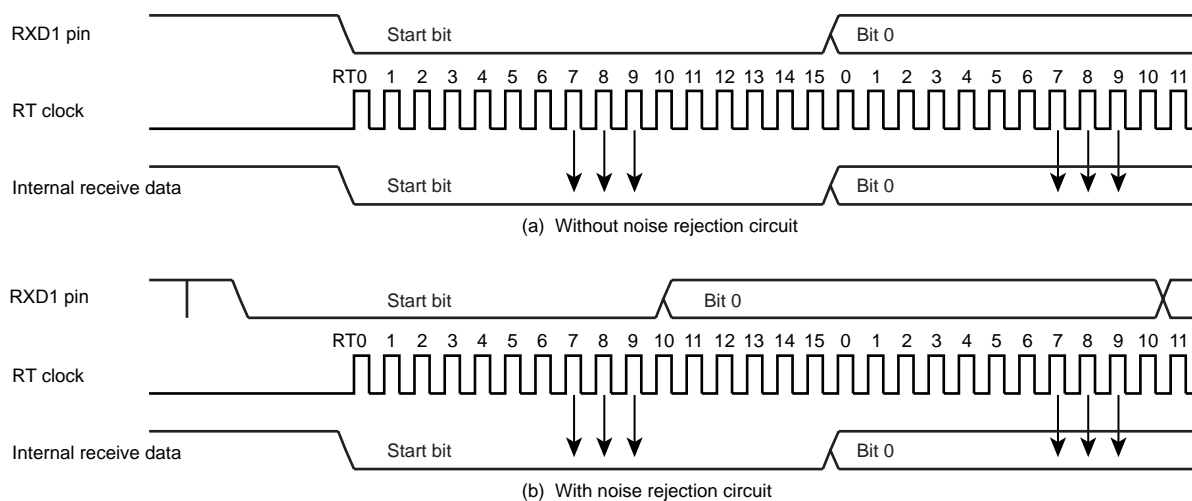 RXD1 pin Start bit Bit 0
RT0 1 2 3 4 5 6 7 8 9 10 11 12 13 14 15 0 1 2 3 4 5 6 7 8 9 10 11
RT clock
Internal receive data Start bit Bit 0
(a) Without noise rejection circuit
RXD1 pin Start bit Bit 0
RT0 1 2 3 4 5 6 7 8 9 10 11 12 13 14 15 0 1 2 3 4 5 6 7 8 9 10 11
RT clock
Internal receive data Start bit Bit 0
(b) With noise rejection circuit